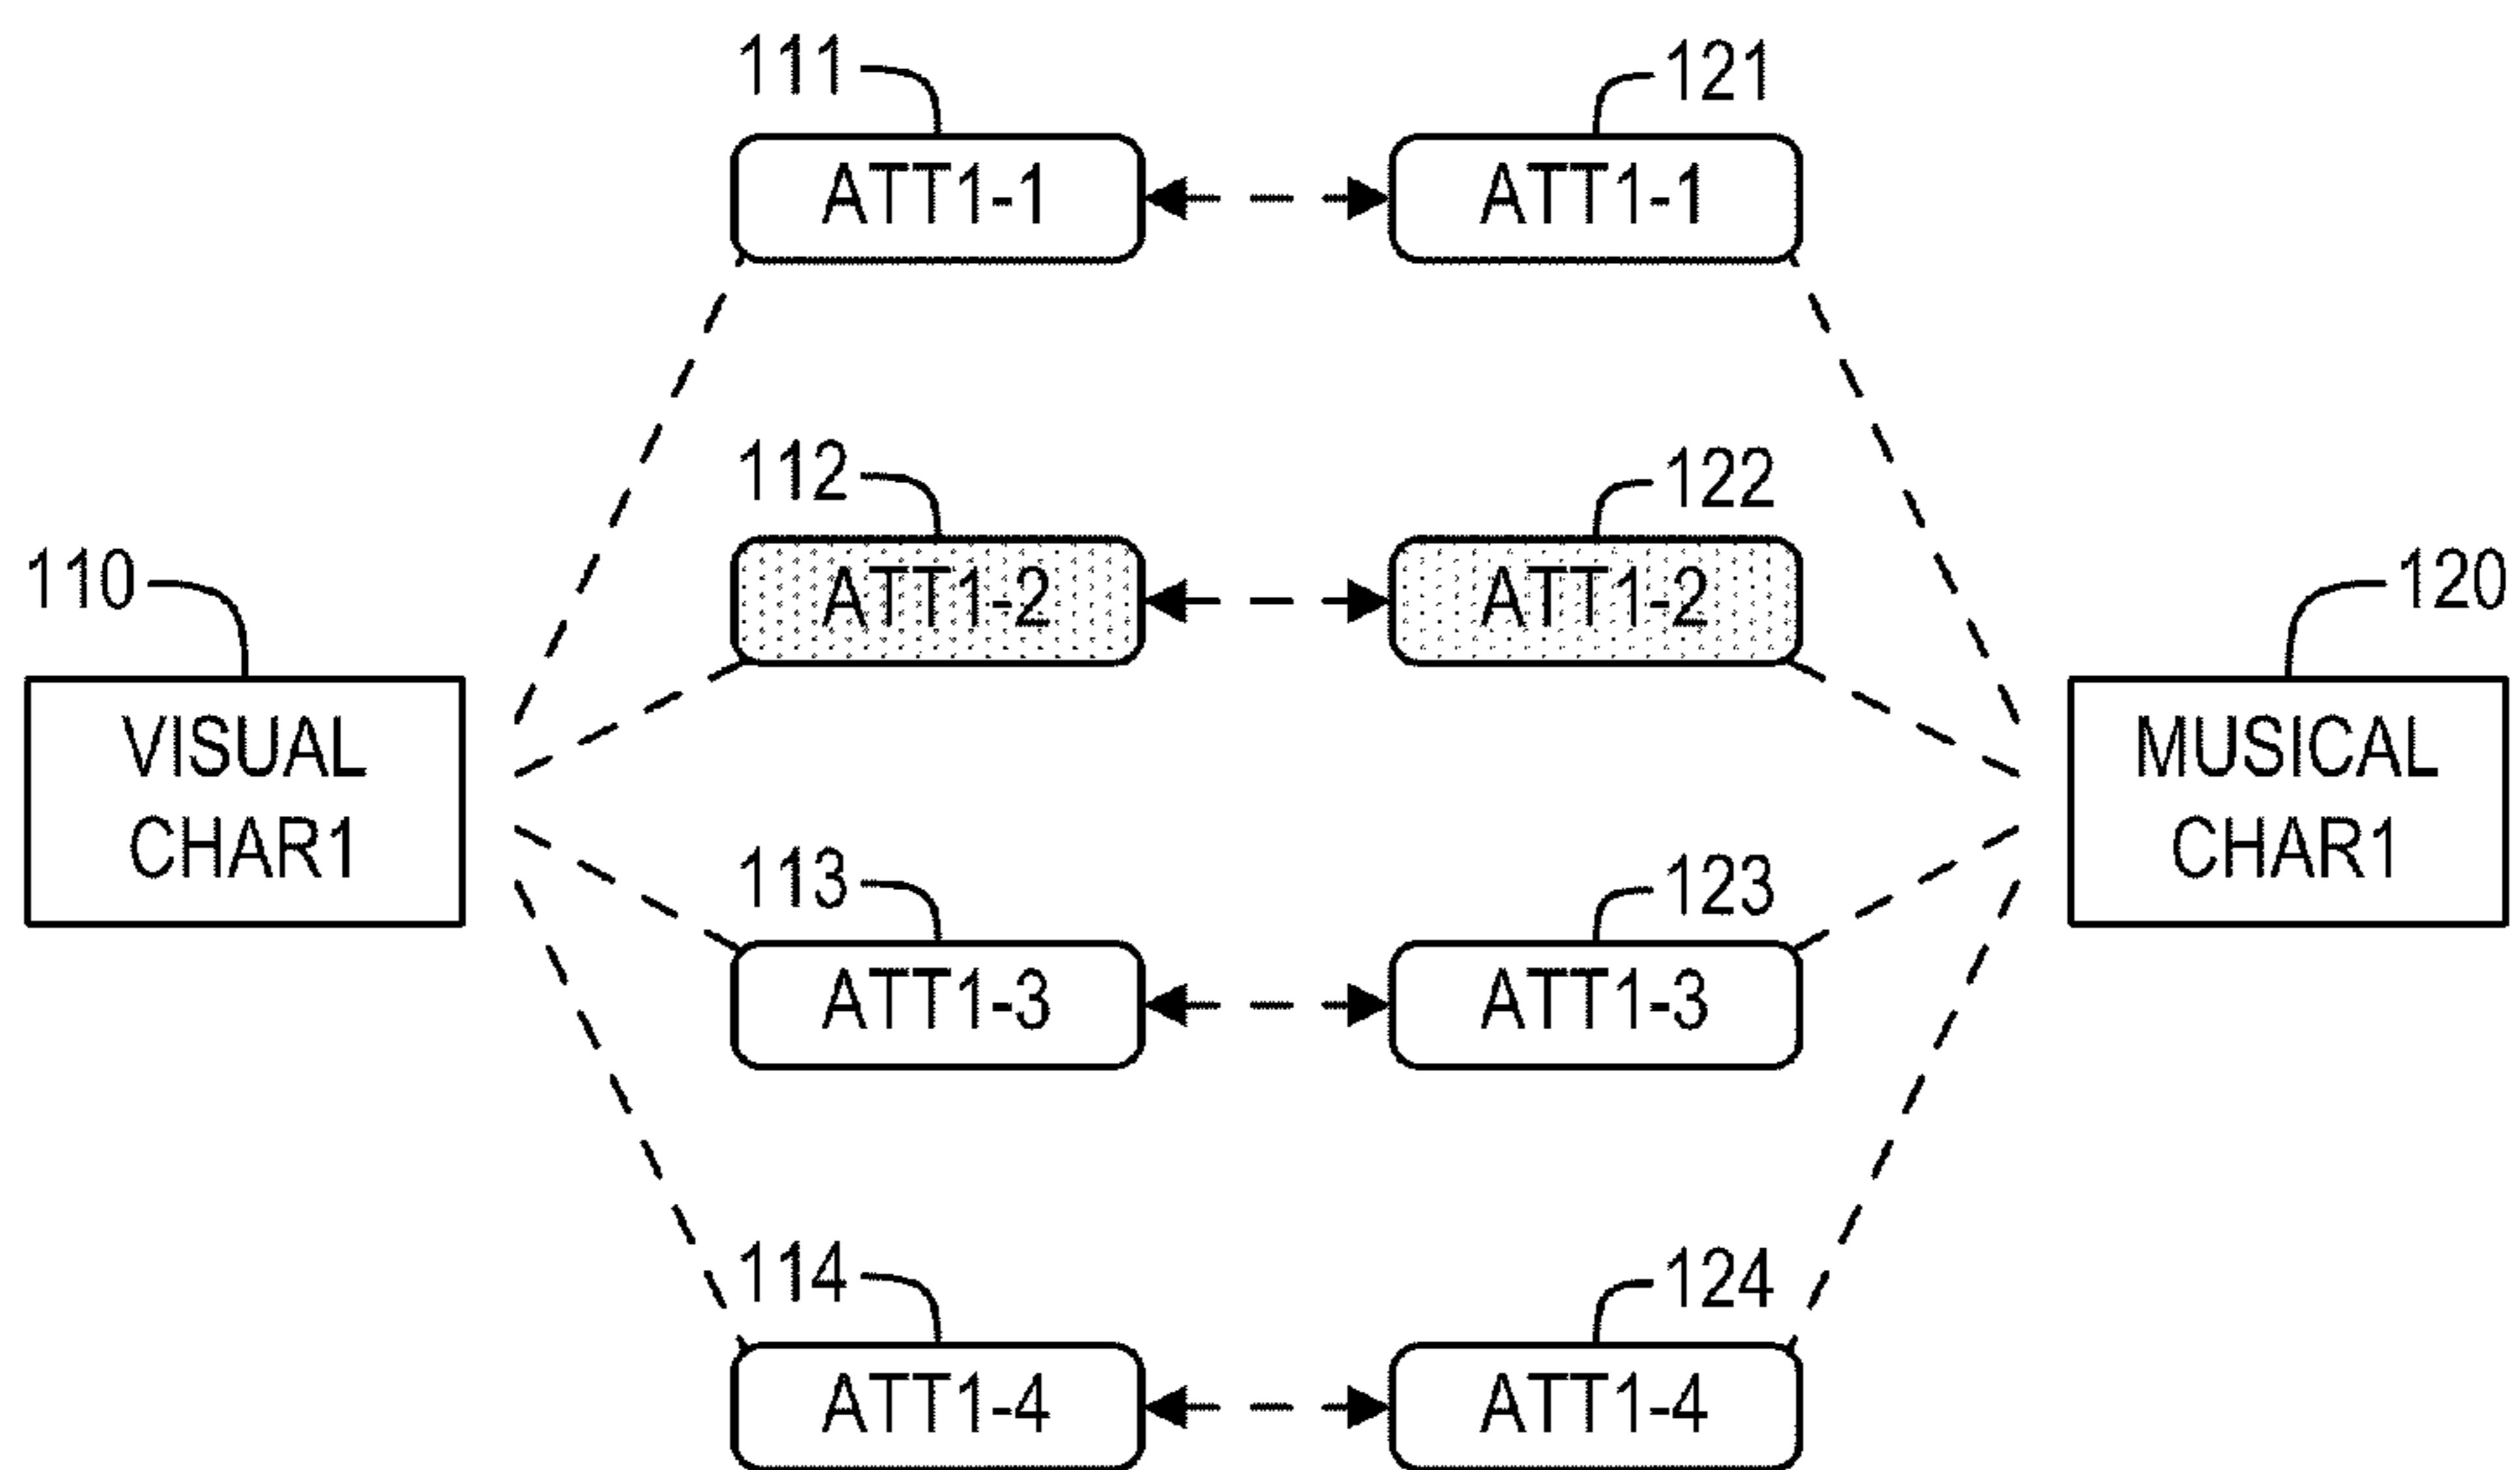 111
121
ATT1-1
ATT1-1
112
122
ATT1-2
ATT1-2
110
120
VISUAL
CHAR1
MUSICAL
CHAR1
113
123
ATT1-3
ATT1-3
114
124
ATT1-4
ATT1-4